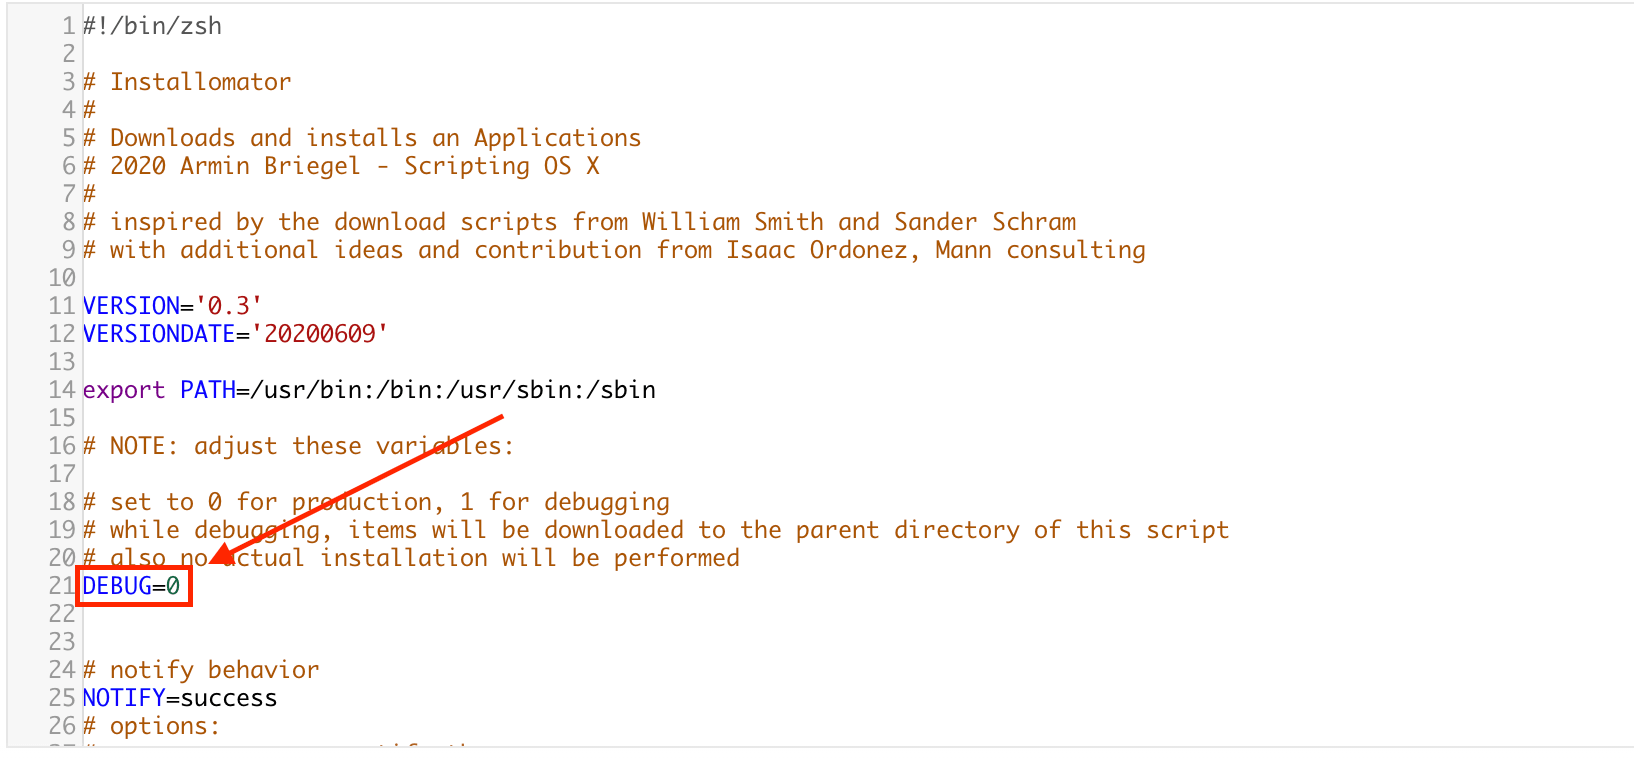 1 #!/bin/zsh
2
3 # Installomator
4 #
5 # Downloads and installs an Applications
6 # 2020 Armin Briegel - Scripting OS X
7 #
8 # inspired by the download scripts from William Smith and Sander Schram
9 # with additional ideas and contribution from Isaac Ordonez, Mann consulting
10
11 VERSION='0.3'
12 VERSIONDATE='20200609'
13
14 export PATH=/usr/bin:/bin:/usr/sbin:/sbin
15
16 # NOTE: adjust these variables:
17
18 # set to 0 for production, 1 for debugging
19 # while debugging, items will be downloaded to the parent directory of this script
20 # also no actual installation will be performed
21 DEBUG=0
22
23
24 # notify behavior
25 NOTIFY=success
26 # options: